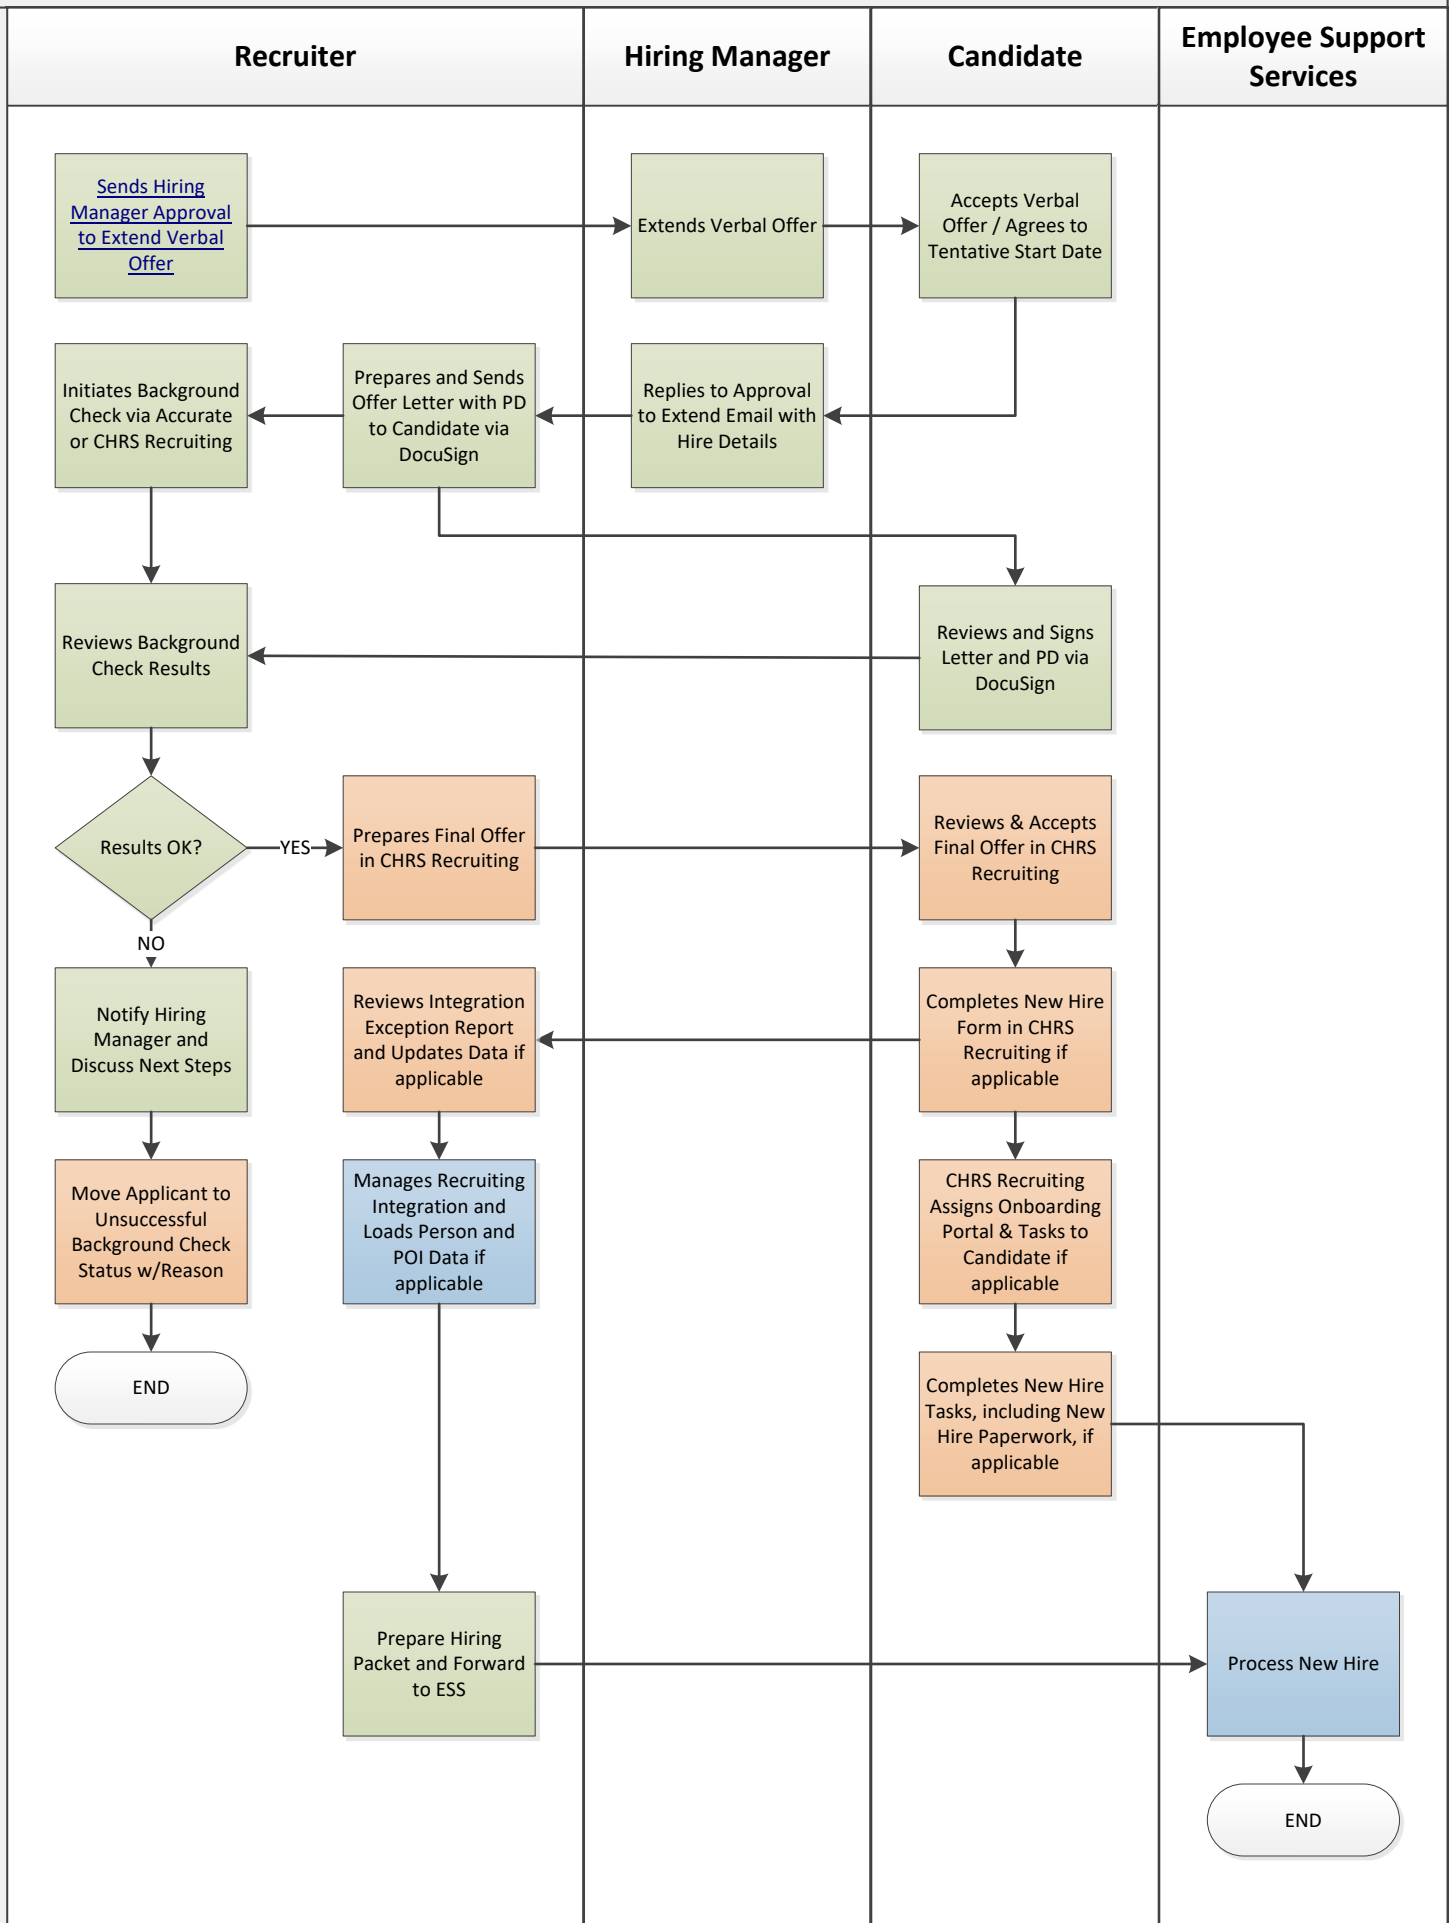 Recruiter
Hiring Manager
Candidate
Employee Support
Services
Sends Hiring
Manager Approval
to Extend Verbal
Offer
Extends Verbal Offer
Accepts Verbal
Offer / Agrees to
Tentative Start Date
Initiates Background
Check via Accurate
or CHRS Recruiting
Prepares and Sends
Offer Letter with PD
to Candidate via
DocuSign
Replies to Approval
to Extend Email with
Hire Details
Reviews Background
Check Results
Reviews and Signs
Letter and PD via
DocuSign
Results OK?
YES
Prepares Final Offer
in CHRS Recruiting
Reviews & Accepts
Final Offer in CHRS
Recruiting
NO
Notify Hiring
Manager and
Discuss Next Steps
Reviews Integration
Exception Report
and Updates Data if
applicable
Completes New Hire
Form in CHRS
Recruiting if
applicable
Move Applicant to
Unsuccessful
Background Check
Status w/Reason
Manages Recruiting
Integration and
Loads Person and
POI Data if
applicable
CHRS Recruiting
Assigns Onboarding
Portal & Tasks to
Candidate if
applicable
END
Completes New Hire
Tasks, including New
Hire Paperwork, if
applicable
Prepare Hiring
Packet and Forward
to ESS
Process New Hire
END